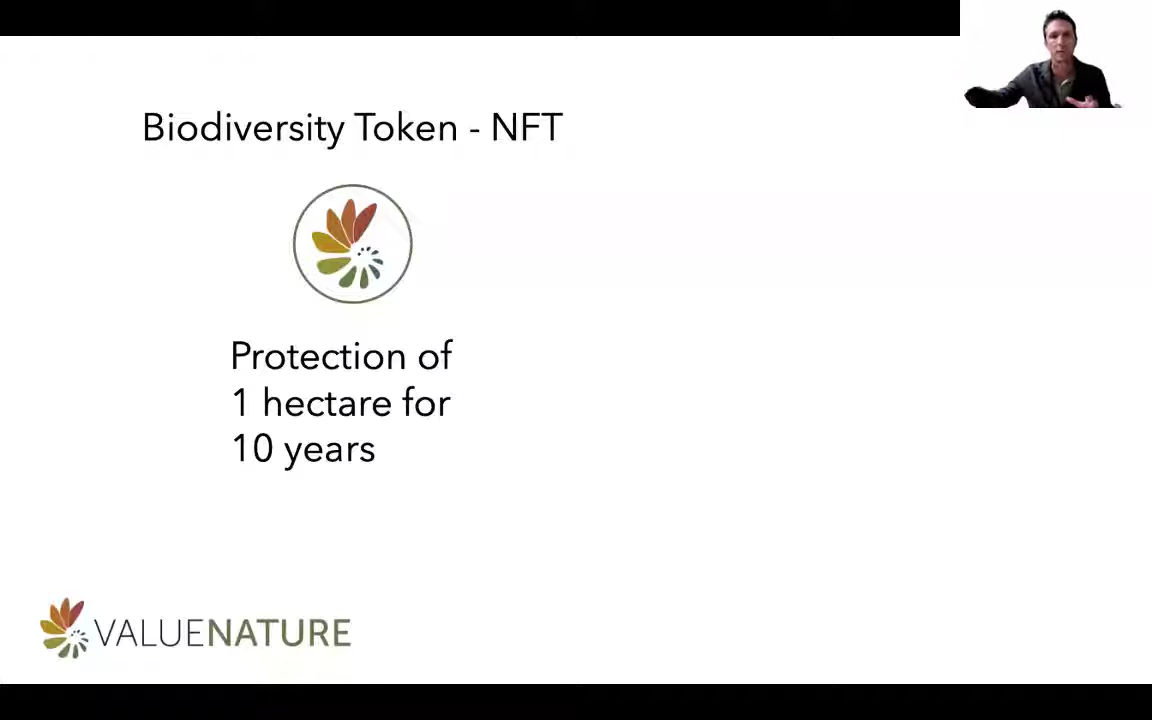 Biodiversity Token - NFT
Protection of
1 hectare for
10 years
VALUENATURE